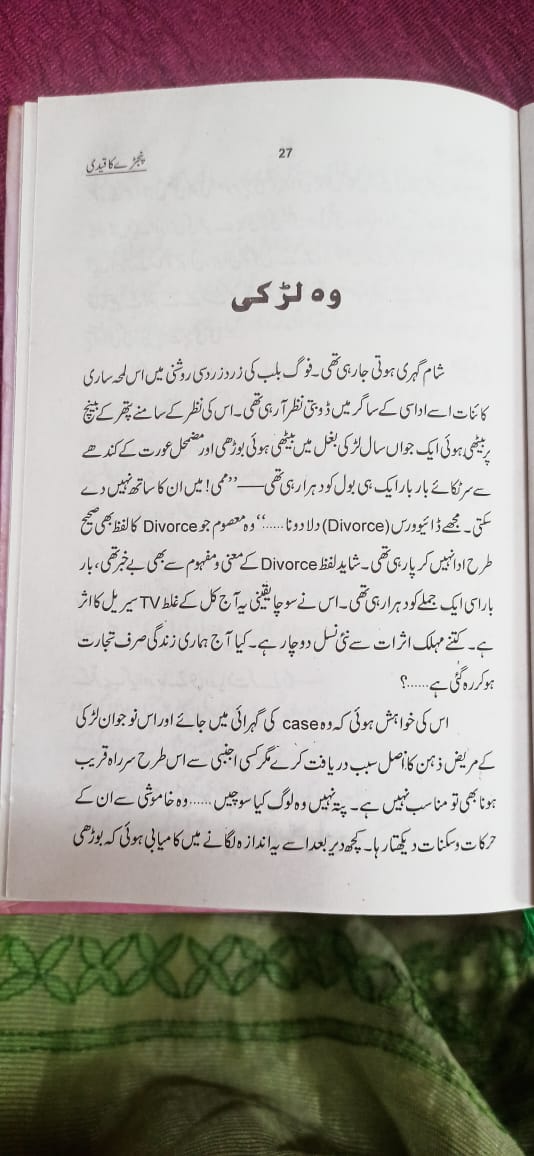 پنجڑے کا قیدی
27
وہ لڑکی
شام گہری ہوتی جا رہی تھی۔ فوگ بلب کی زرد زرد سی روشنی میں اس لمحہ ساری
کائنات اسے اداسی کے ساگر میں ڈوبتی نظر آ رہی تھی۔ اس کی نظر کے سامنے پتھر کے بینچ
پر بیٹھی ہوئی ایک جواں سال لڑکی بغل میں بیٹھی ہوئی بوڑھی اور مضمحل عورت کے کندھے
سے سر ٹکائے بار بار ایک ہی بول کو دہرا رہی تھی——’’ممی! میں ان کا ساتھ نہیں دے
سکتی۔ مجھے ڈائیوورس (Divorce) دلا دو نا.....‘‘ وہ معصوم جو Divorce کا لفظ بھی صحیح
طرح ادا نہیں کر پا رہی تھی۔ شاید لفظ Divorce کے معنی و مفہوم سے بھی بے خبر تھی، بار
بار اسی ایک جملے کو دہرا رہی تھی۔ اس نے سوچا یقینی یہ آج کل کے غلط TV سیریل کا اثر
ہے۔ کتنے مہلک اثرات سے نئی نسل دوچار ہے۔ کیا آج ہماری زندگی صرف تجارت
ہو کر رہ گئی ہے......؟
اس کی خواہش ہوئی کہ وہ case کی گہرائی میں جائے اور اس نوجوان لڑکی
کے مریض ذہن کا اصل سبب دریافت کرے مگر کسی اجنبی سے اس طرح سر راہ قریب
ہونا بھی تو مناسب نہیں ہے۔ پتہ نہیں وہ لوگ کیا سوچیں......وہ خاموشی سے ان کے
حرکات و سکنات دیکھتا رہا۔ کچھ دیر بعد اسے یہ اندازہ لگانے میں کامیابی ہوئی کہ بوڑھی